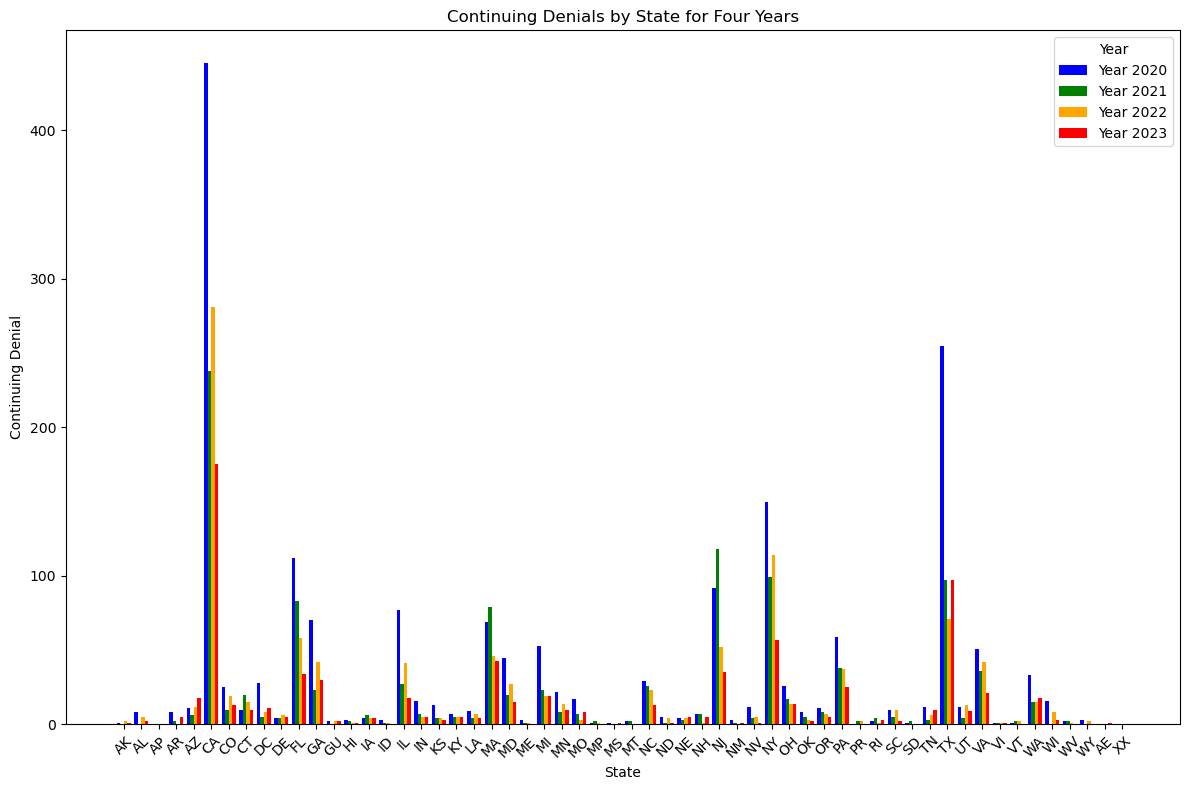 Continuing Denials by State for Four Years
Year
Year 2020
Year 2021
Year 2022
Year 2023
Continuing Denial
400
300
200
100
0
AK AL AP AR AZ CA CO CT DC DE FL GA GU HI IA ID IL IN KS KY LA MA MD ME MI MN MO MP MS MT NC ND NE NH NJ NM NV NY OH OK OR PA PR RI SC SD TN TX UT VA VI VT WA WI WV WY AE XX
State